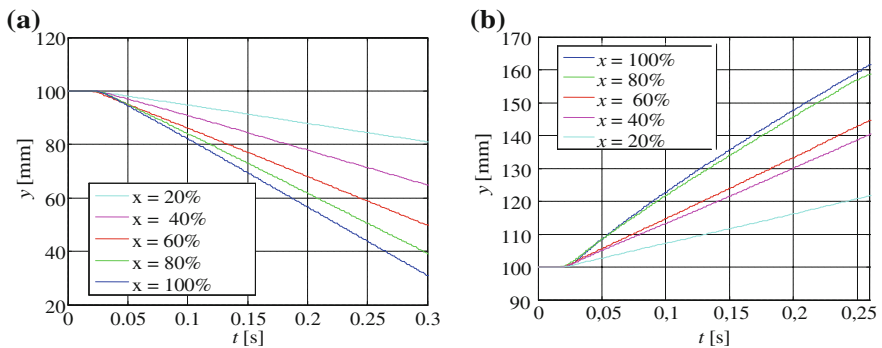 (a)
120
100
80
60
40
20
y [mm]
x = 20%
x = 40%
x = 60%
x = 80%
x = 100%
0 0.05 0.1 0.15 0.2 0.25 0.3
t [s]
(b)
170
160
150
140
130
120
110
100
90
y [mm]
x = 100%
x = 80%
x = 60%
x = 40%
x = 20%
0 0,05 0,1 0,15 0,2 0,25
t [s]